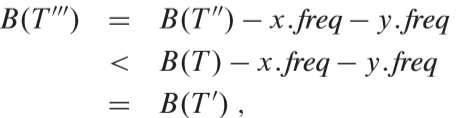 B(T′′′) = B(T′′) − x.freq − y.freq
< B(T) − x.freq − y.freq
= B(T′) ,